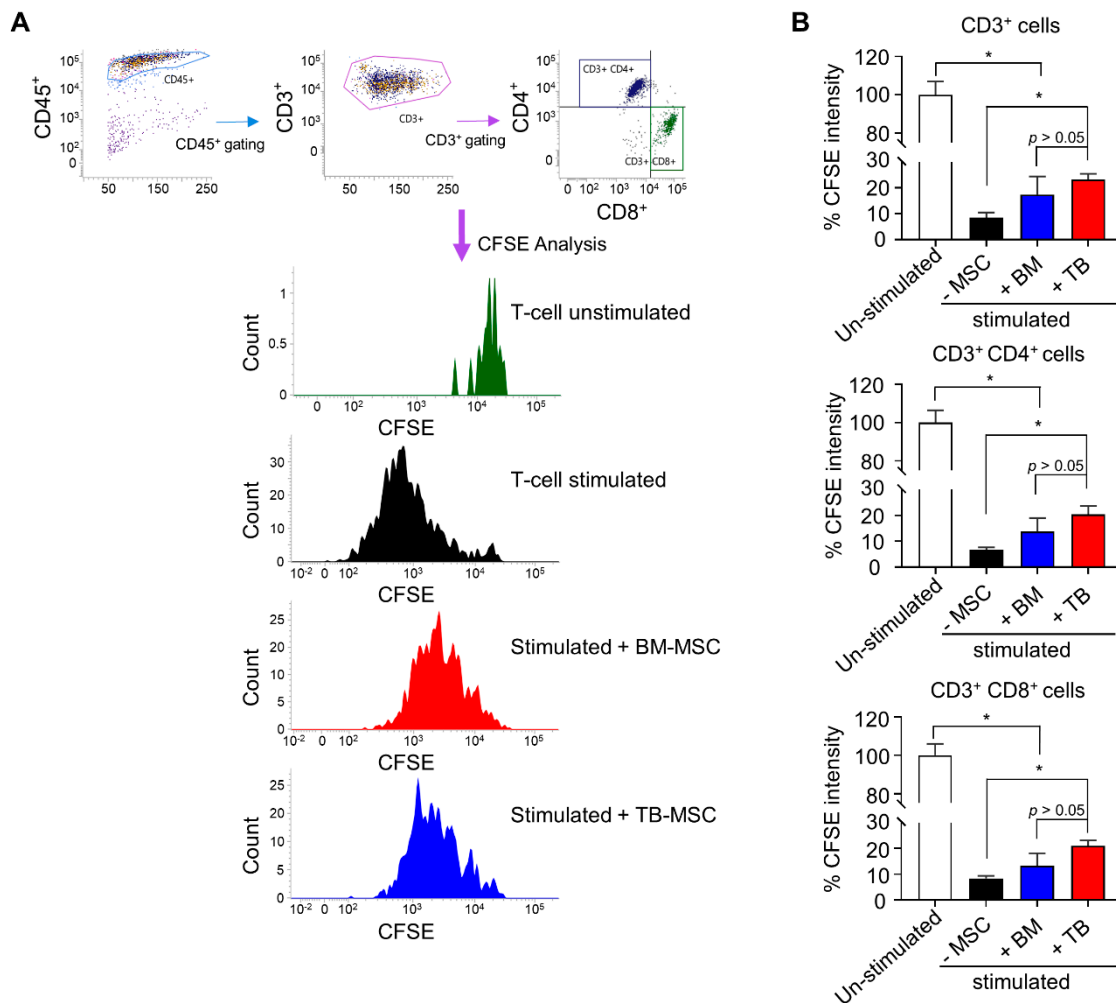 A
CD45⁺
10⁵
10⁴
10³
10²
0
50 100 150 200 250
CD45+
CD45⁺ gating
CD3⁺
10⁵
10⁴
10³
0
50 100 150 200 250
CD3+
CD3⁺ gating
CD4⁺
10⁵
10⁴
10³
10²
0
CD3+ CD4+
CD3+ CD8+
0 10² 10³ 10⁴ 10⁵
CD8⁺
CFSE Analysis
T-cell unstimulated
Count
1
0.5
0
0 10² 10³ 10⁴ 10⁵
CFSE
T-cell stimulated
Count
30
20
10
0
10⁻² 0 10² 10³ 10⁴ 10⁵
CFSE
Stimulated + BM-MSC
Count
25
20
10
5
0
10⁻² 0 10² 10³ 10⁴ 10⁵
CFSE
Stimulated + TB-MSC
Count
25
20
10
5
0
10⁻² 0 10² 10³ 10⁴ 10⁵
CFSE
B
CD3⁺ cells
% CFSE intensity
120
100
80
30
20
10
0
*
*
p > 0.05
Un-stimulated
- MSC
+ BM
+ TB
stimulated
CD3⁺ CD4⁺ cells
% CFSE intensity
120
100
80
30
20
10
0
*
*
p > 0.05
Un-stimulated
- MSC
+ BM
+ TB
stimulated
CD3⁺ CD8⁺ cells
% CFSE intensity
120
100
80
30
20
10
0
*
*
p > 0.05
Un-stimulated
- MSC
+ BM
+ TB
stimulated